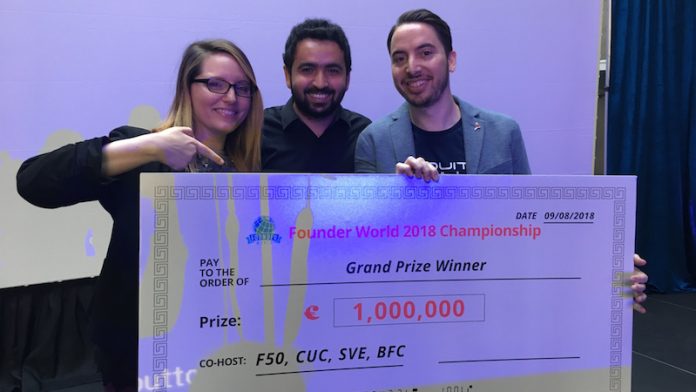 DATE 09/08/2018
Founder World 2018 Championship
PAY TO THE ORDER OF
Grand Prize Winner
Prize:
1,000,000
CO-HOST: F50, CUC, SVE, BFC